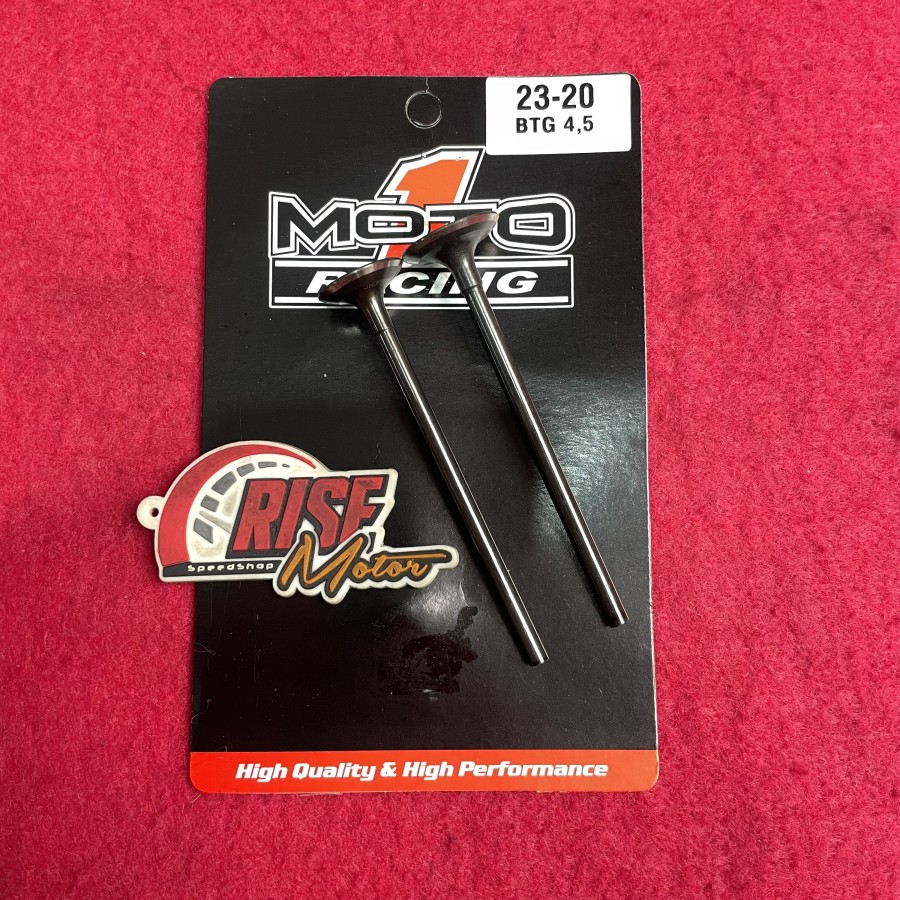 23-20
BTG 4,5
MOTO 1
RACING
RISE
SpeedShop
Motor
High Quality & High Performance